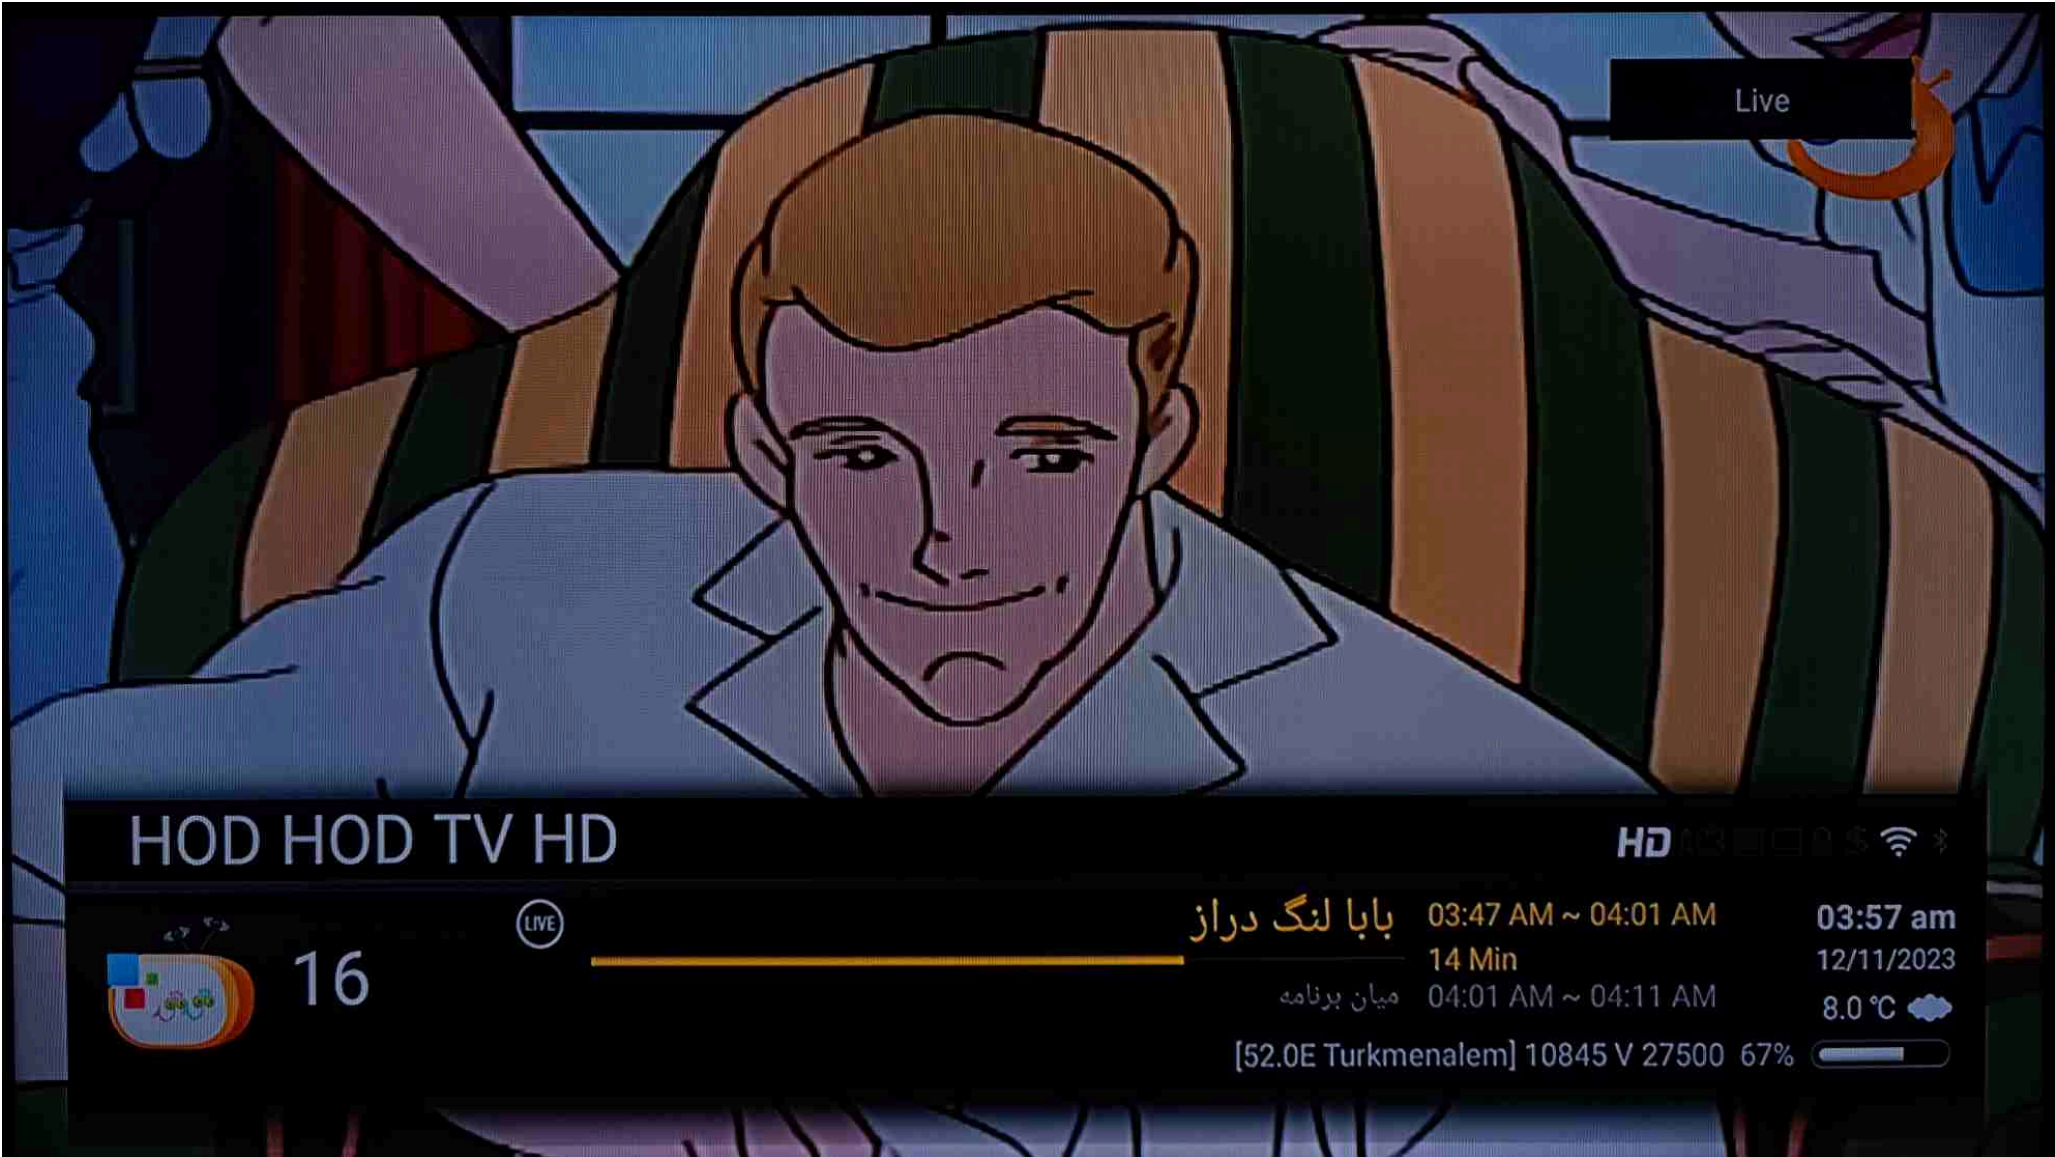 Live
HOD HOD TV HD
HD
16
LIVE
بابا لنگ دراز
03:47 AM ~ 04:01 AM
14 Min
میان برنامه
04:01 AM ~ 04:11 AM
03:57 am
12/11/2023
8.0 °C
[52.0E Turkmenalem] 10845 V 27500 67%